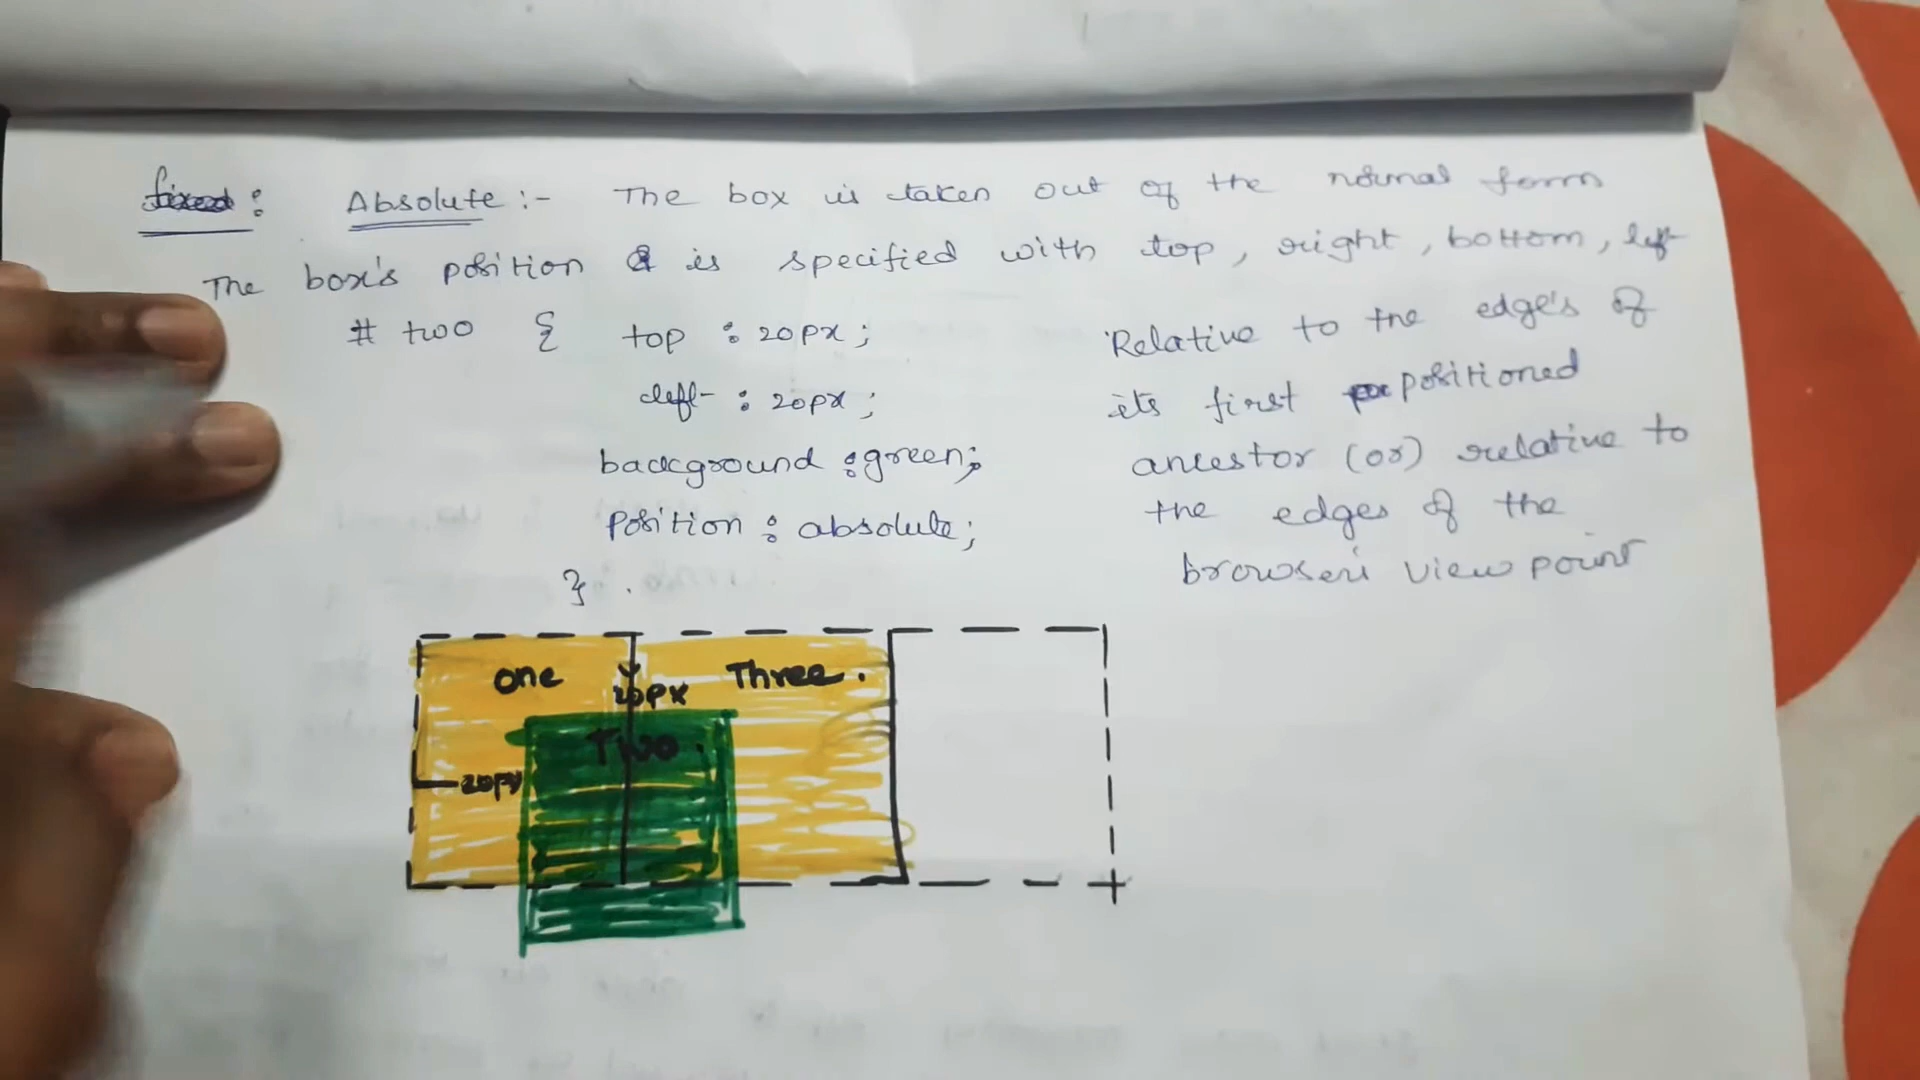 fixed : Absolute :- The box is taken out of the normal form
The box's position is specified with top, right, bottom, left
# two { top : 20px;
left : 20px;
background : green;
position : absolute;
}
Relative to the edge's of
its first positioned
ancestor (or) relative to
the edges of the
browser's view point
one
20px
Three.
Two.
20px